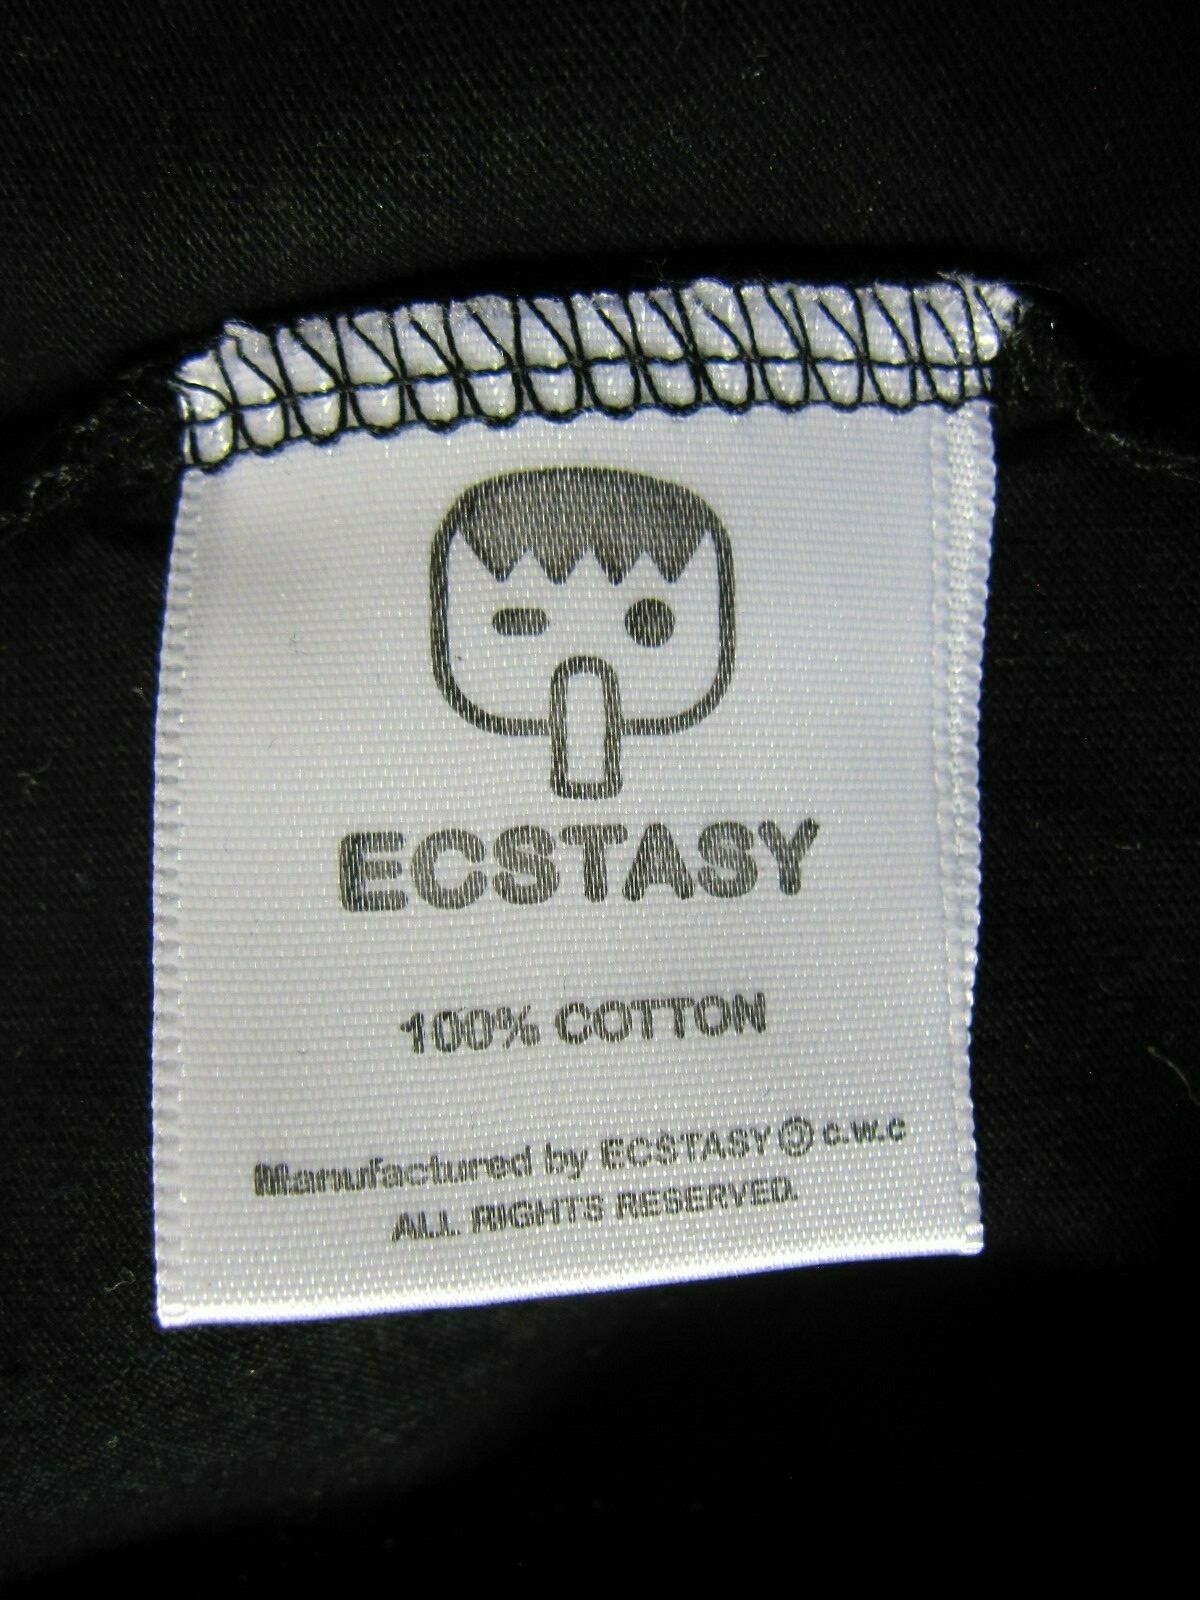 ECSTASY
100% COTTON
Manufactured by ECSTASY c.w.c
ALL RIGHTS RESERVED.